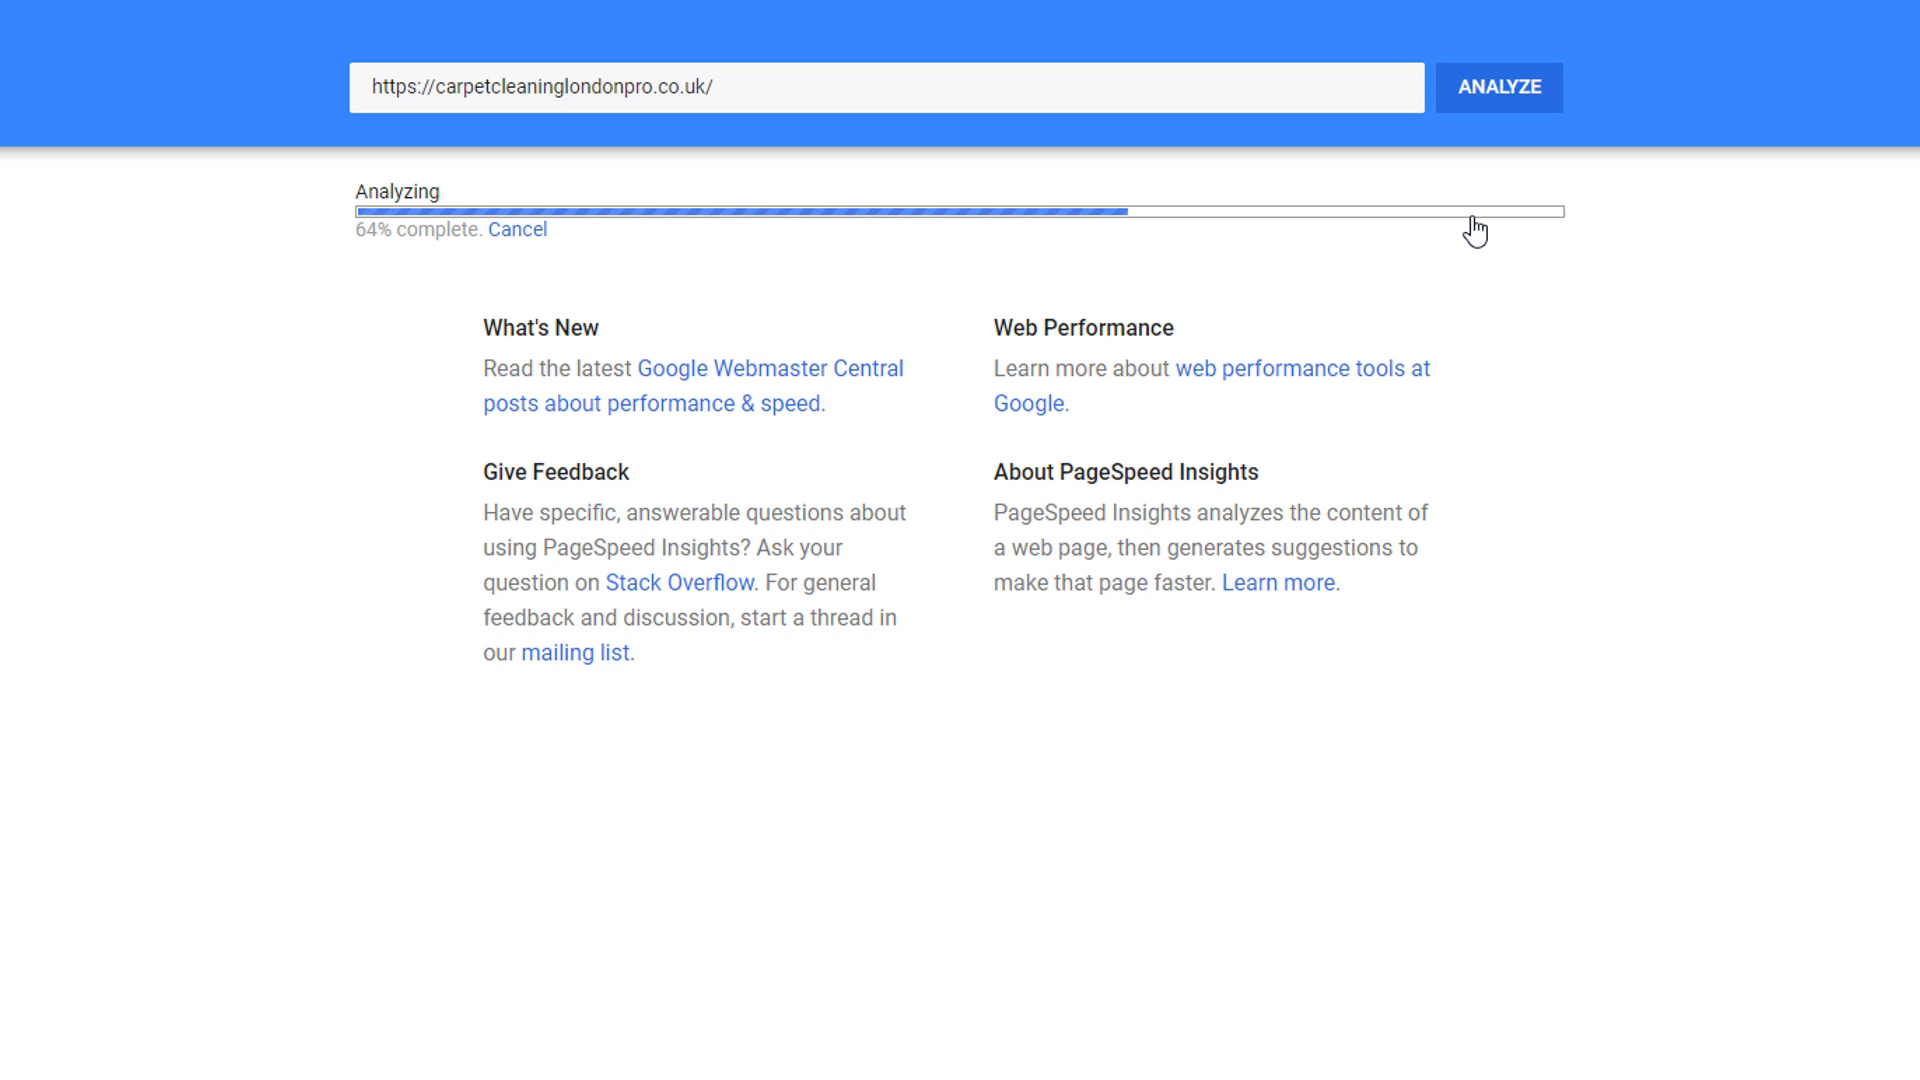 https://carpetcleaninglondonpro.co.uk/
ANALYZE
Analyzing
64% complete. Cancel
What's New
Read the latest Google Webmaster Central
posts about performance & speed.
Web Performance
Learn more about web performance tools at
Google.
Give Feedback
Have specific, answerable questions about
using PageSpeed Insights? Ask your
question on Stack Overflow. For general
feedback and discussion, start a thread in
our mailing list.
About PageSpeed Insights
PageSpeed Insights analyzes the content of
a web page, then generates suggestions to
make that page faster. Learn more.